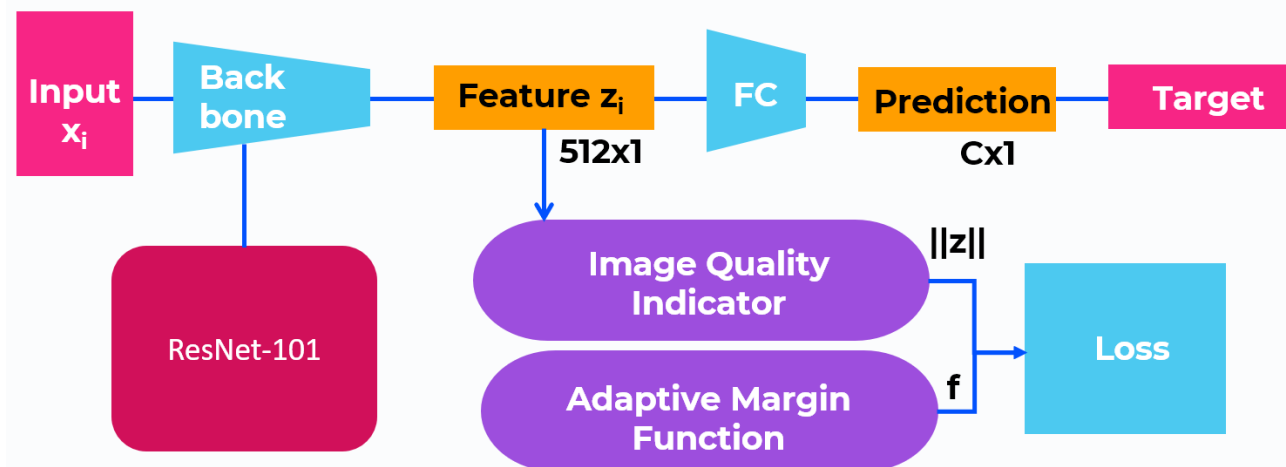 Input
xi
Back
bone
Feature zi
512x1
FC
Prediction
Cx1
Target
Image Quality
Indicator
||z||
ResNet-101
Adaptive Margin
Function
f
Loss